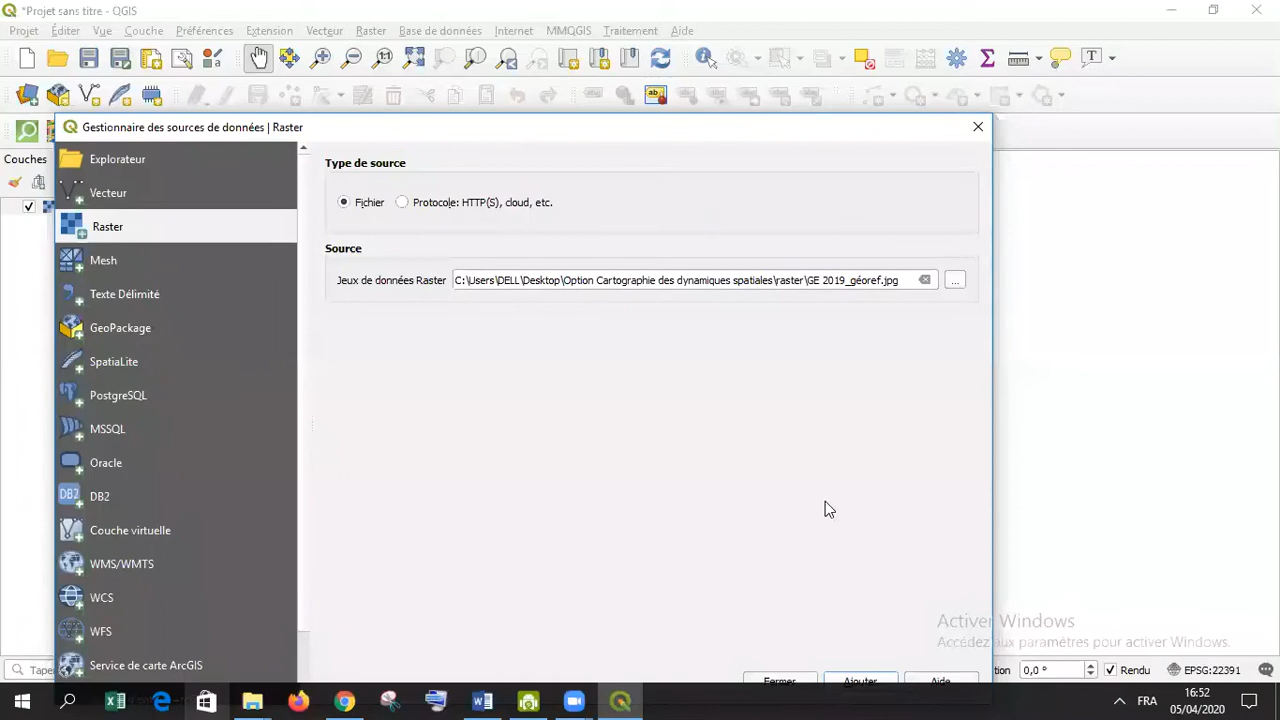 *Projet sans titre - QGIS
Projet Éditer Vue Couche Préférences Extension Vecteur Raster Base de données Internet MMQGIS Traitement Aide
Gestionnaire des sources de données | Raster
Couches
Explorateur
Vecteur
Raster
Mesh
Texte Délimité
GeoPackage
SpatiaLite
PostgreSQL
MSSQL
Oracle
DB2
Couche virtuelle
WMS/WMTS
WCS
WFS
Service de carte ArcGIS
Type de source
Fichier Protocole: HTTP(S), cloud, etc.
Source
Jeux de données Raster C:\Users\DELL\Desktop\Option Cartographie des dynamiques spatiales\raster\GE 2019_géoref.jpg ...
Activer Windows
Accédez aux paramètres pour activer Windows.
Fermer Ajouter Aide
Tape
tion 0,0 ° Rendu EPSG:22391
FRA
16:52
05/04/2020